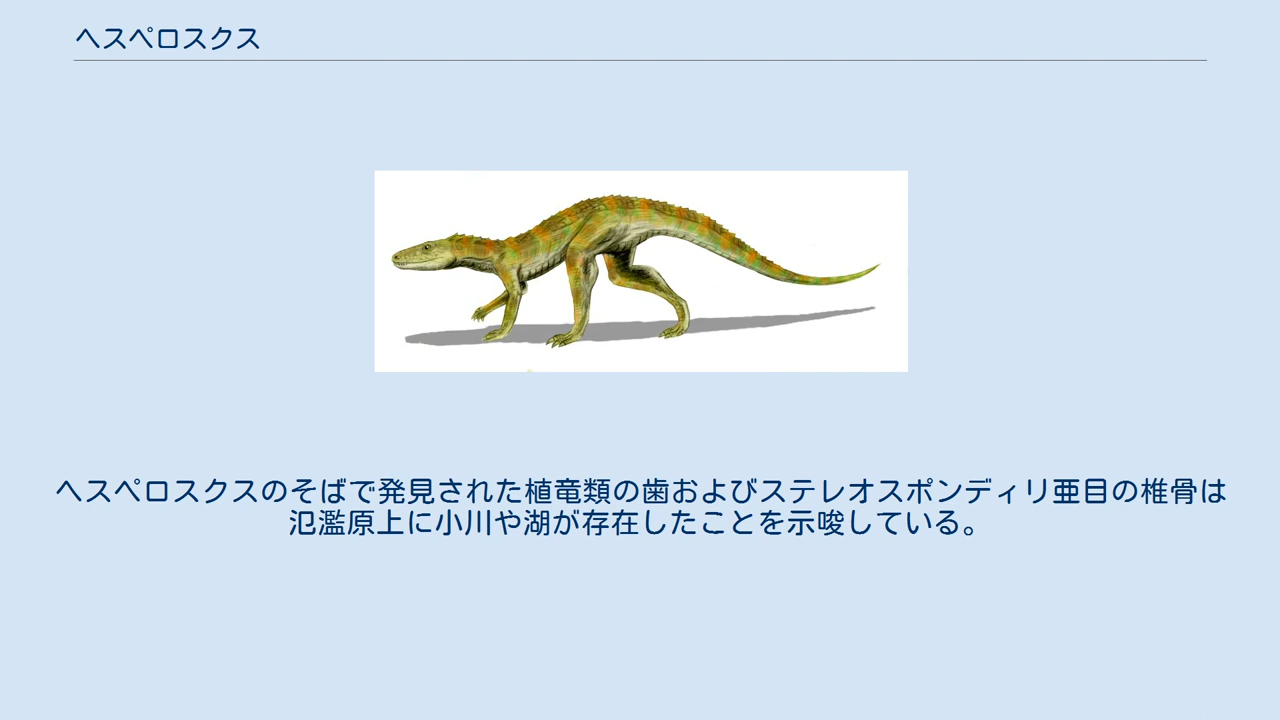 ヘスペロスクス
ヘスペロスクスのそばで発見された植竜類の歯およびステレオスポンディリ亜目の椎骨は
氾濫原上に小川や湖が存在したことを示唆している。